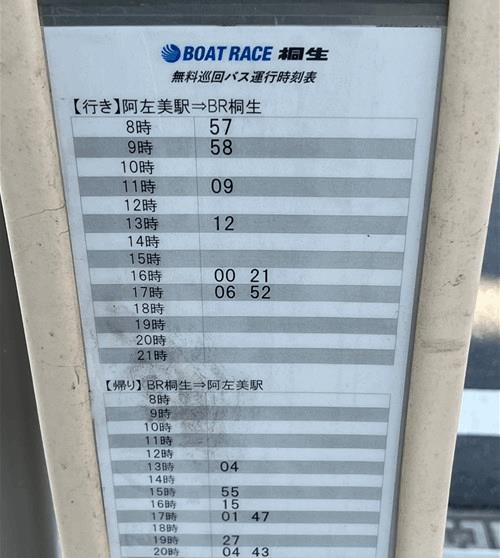 BOAT RACE 桐生
無料巡回バス運行時刻表
【行き】阿左美駅⇒BR桐生
8時 57
9時 58
10時
11時 09
12時
13時 12
14時
15時
16時 00 21
17時 06 52
18時
19時
20時
21時
【帰り】BR桐生⇒阿左美駅
8時
9時
10時
11時
12時
13時 04
14時
15時 55
16時 15
17時 01 47
18時
19時 27
20時 04 43